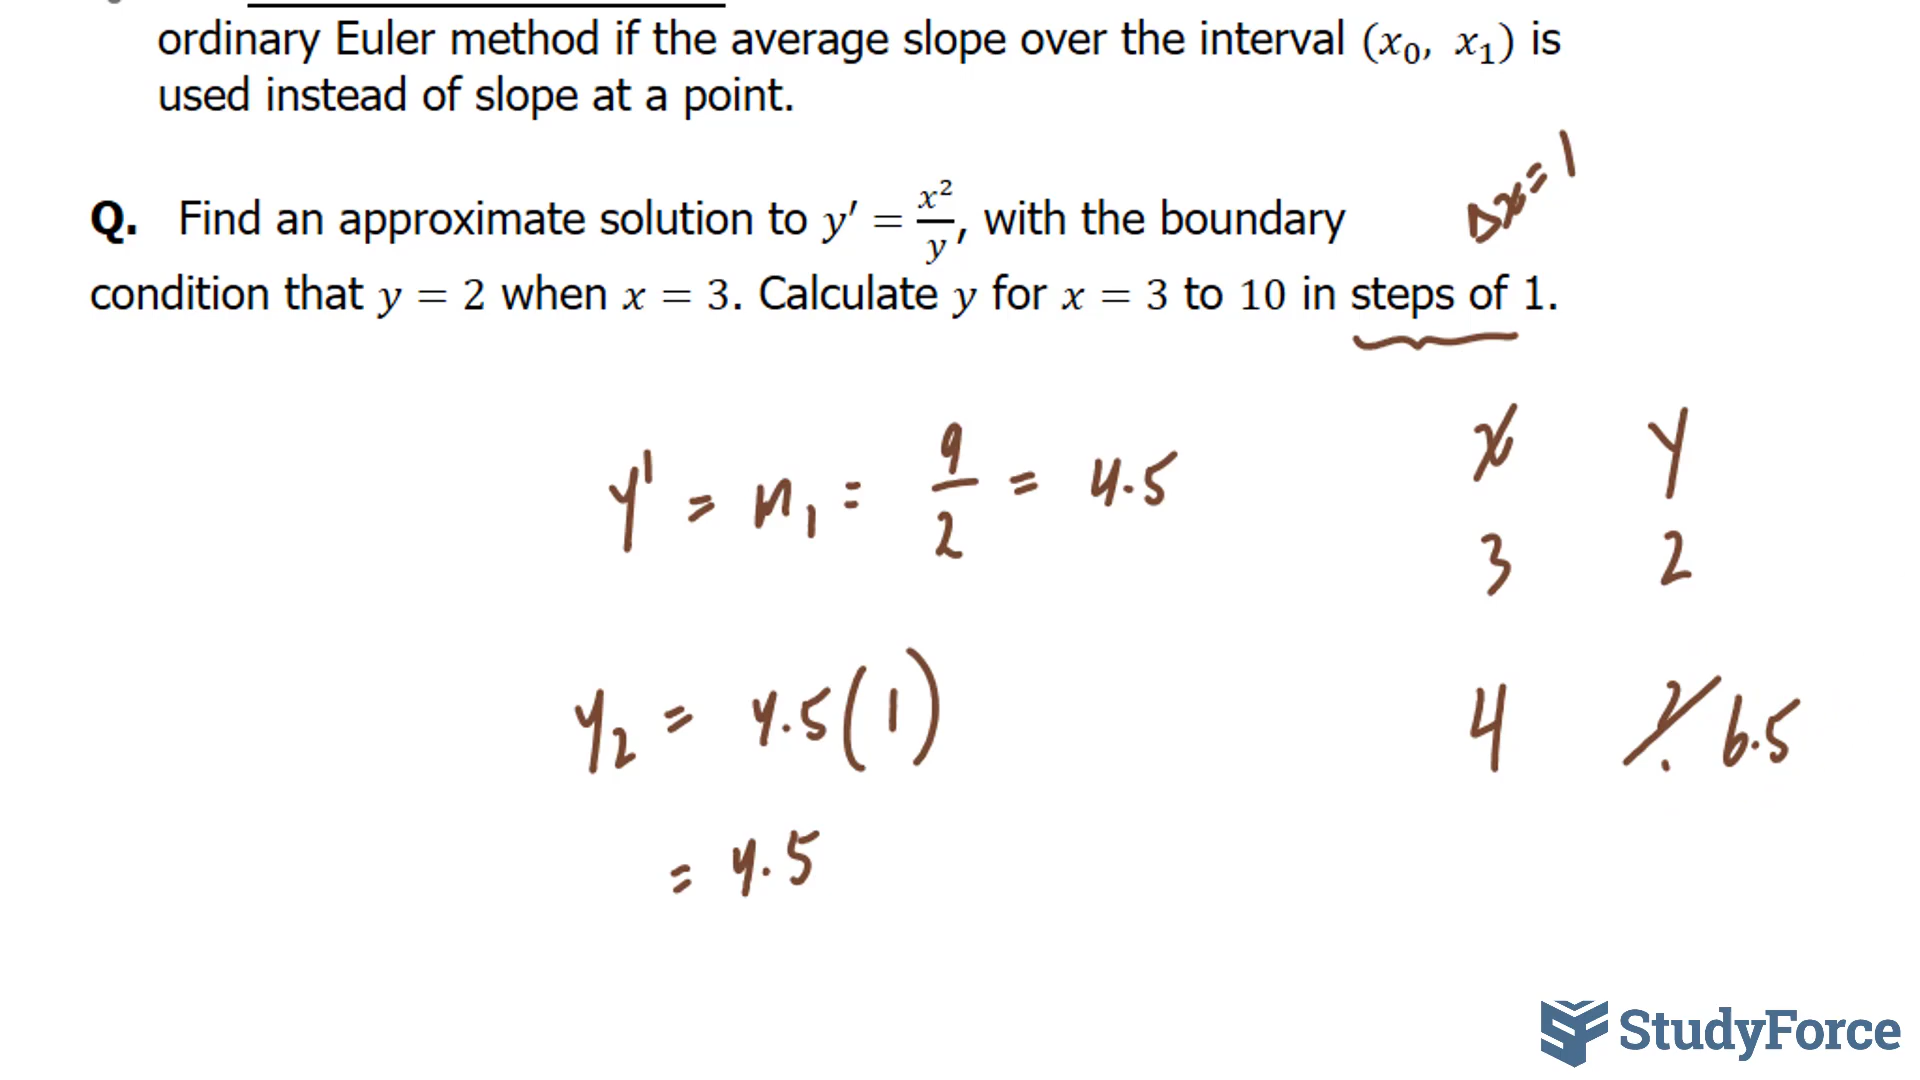 ordinary Euler method if the average slope over the interval (x₀, x₁) is
used instead of slope at a point.
Δx=1
Q. Find an approximate solution to y′ = x²/y, with the boundary
condition that y = 2 when x = 3. Calculate y for x = 3 to 10 in steps of 1.
x y
y' = m₁ = 9/2 = 4.5
3 2
y₂ = 4.5(1)
4 ? 6.5
= 4.5
StudyForce